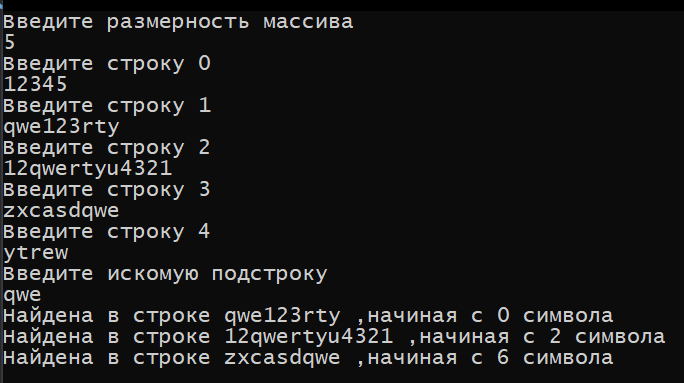 Введите размерность массива
5
Введите строку 0
12345
Введите строку 1
qwe123rty
Введите строку 2
12qwertyu4321
Введите строку 3
zxcasdqwe
Введите строку 4
ytrew
Введите искомую подстроку
qwe
Найдена в строке qwe123rty ,начиная с 0 символа
Найдена в строке 12qwertyu4321 ,начиная с 2 символа
Найдена в строке zxcasdqwe ,начиная с 6 символа